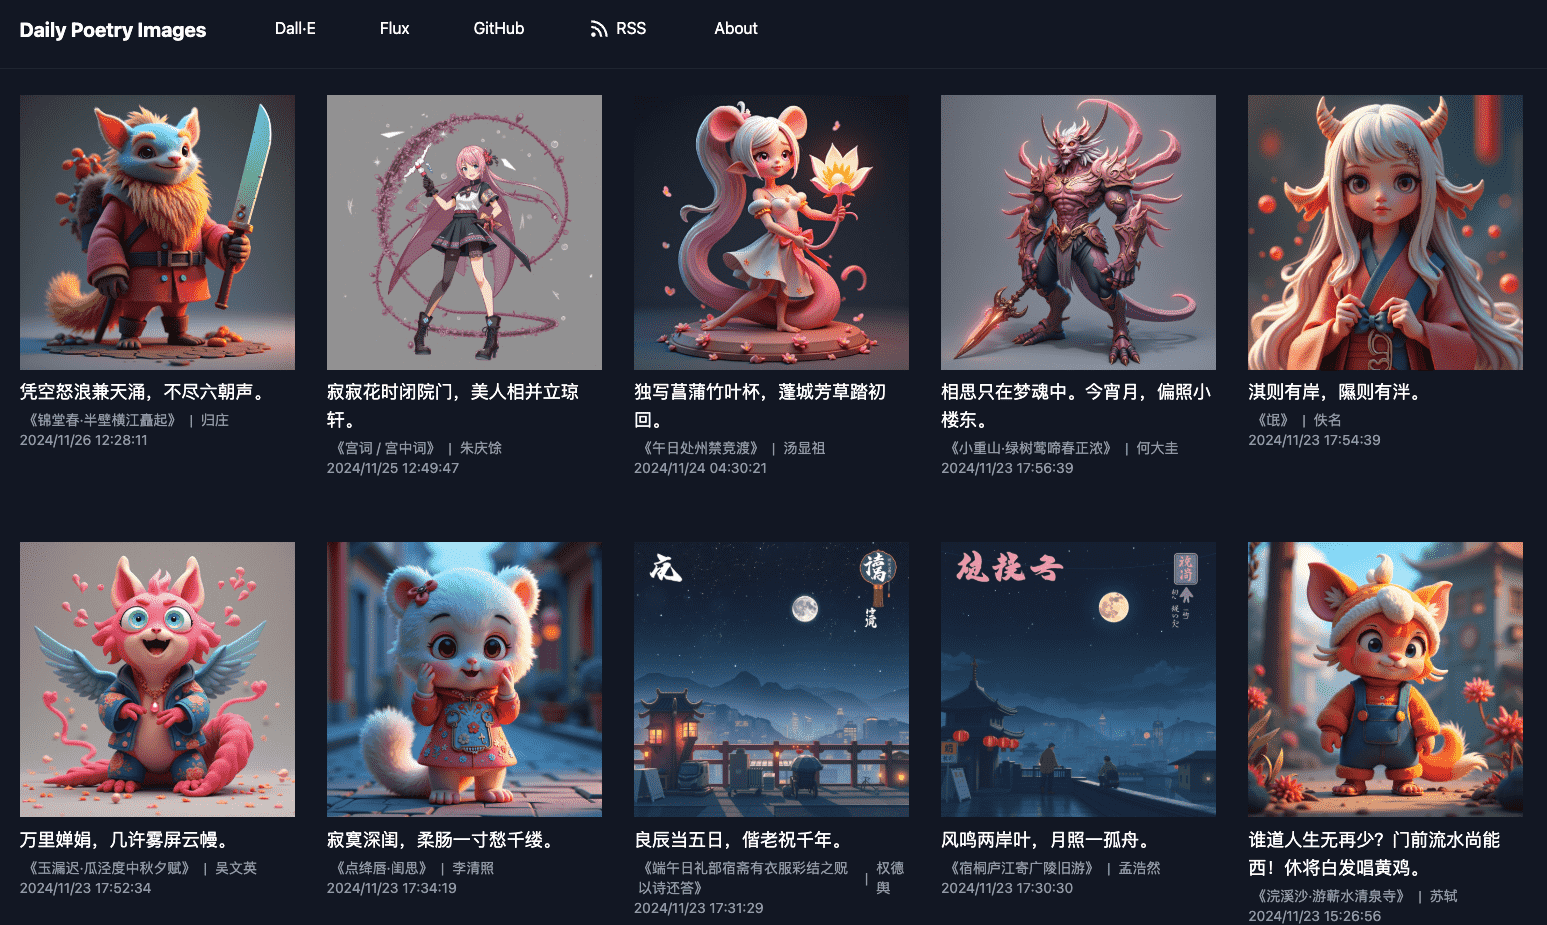 Daily Poetry Images
Dall·E
Flux
GitHub
RSS
About
凭空怒浪兼天涌，不尽六朝声。
《锦堂春·半壁横江矗起》 | 归庄
2024/11/26 12:28:11
寂寂花时闭院门，美人相并立琼
轩。
《宫词 / 宫中词》 | 朱庆馀
2024/11/25 12:49:47
独写菖蒲竹叶杯，蓬城芳草踏初
回。
《午日处州禁竞渡》 | 汤显祖
2024/11/24 04:30:21
相思只在梦魂中。今宵月，偏照小
楼东。
《小重山·绿树莺啼春正浓》 | 何大圭
2024/11/23 17:56:39
淇则有岸，隰则有泮。
《氓》 | 佚名
2024/11/23 17:54:39
万里婵娟，几许雾屏云幔。
《玉漏迟·瓜泾度中秋夕赋》 | 吴文英
2024/11/23 17:52:34
寂寞深闺，柔肠一寸愁千缕。
《点绛唇·闺思》 | 李清照
2024/11/23 17:34:19
良辰当五日，偕老祝千年。
《端午日礼部宿斋有衣服彩结之贶
以诗还答》 | 权德
舆
2024/11/23 17:31:29
风鸣两岸叶，月照一孤舟。
《宿桐庐江寄广陵旧游》 | 孟浩然
2024/11/23 17:30:30
谁道人生无再少？门前流水尚能
西！休将白发唱黄鸡。
《浣溪沙·游蕲水清泉寺》 | 苏轼
2024/11/23 15:26:56